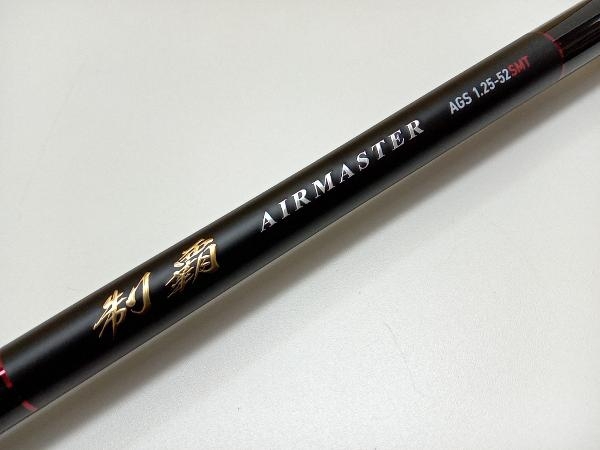 制覇 AIRMASTER AGS 1.25-52SMT